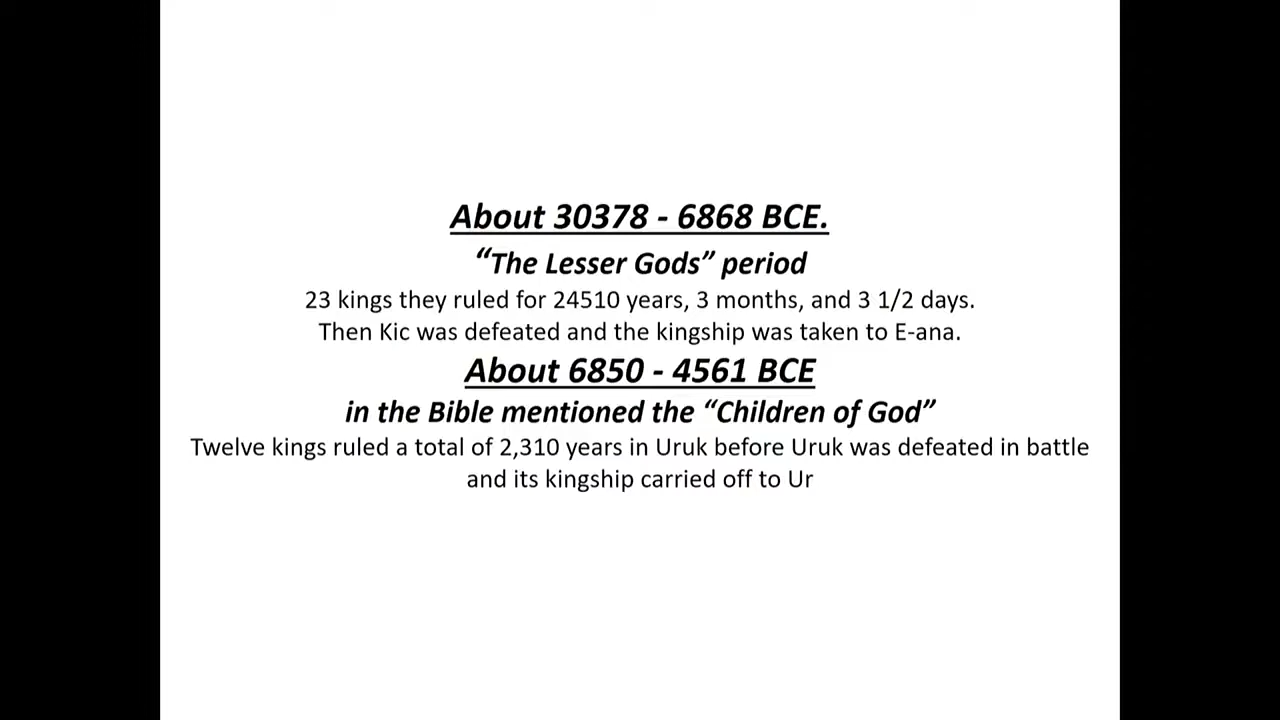 About 30378 - 6868 BCE.
“The Lesser Gods” period
23 kings they ruled for 24510 years, 3 months, and 3 1/2 days.
Then Kic was defeated and the kingship was taken to E-ana.
About 6850 - 4561 BCE
in the Bible mentioned the “Children of God”
Twelve kings ruled a total of 2,310 years in Uruk before Uruk was defeated in battle
and its kingship carried off to Ur